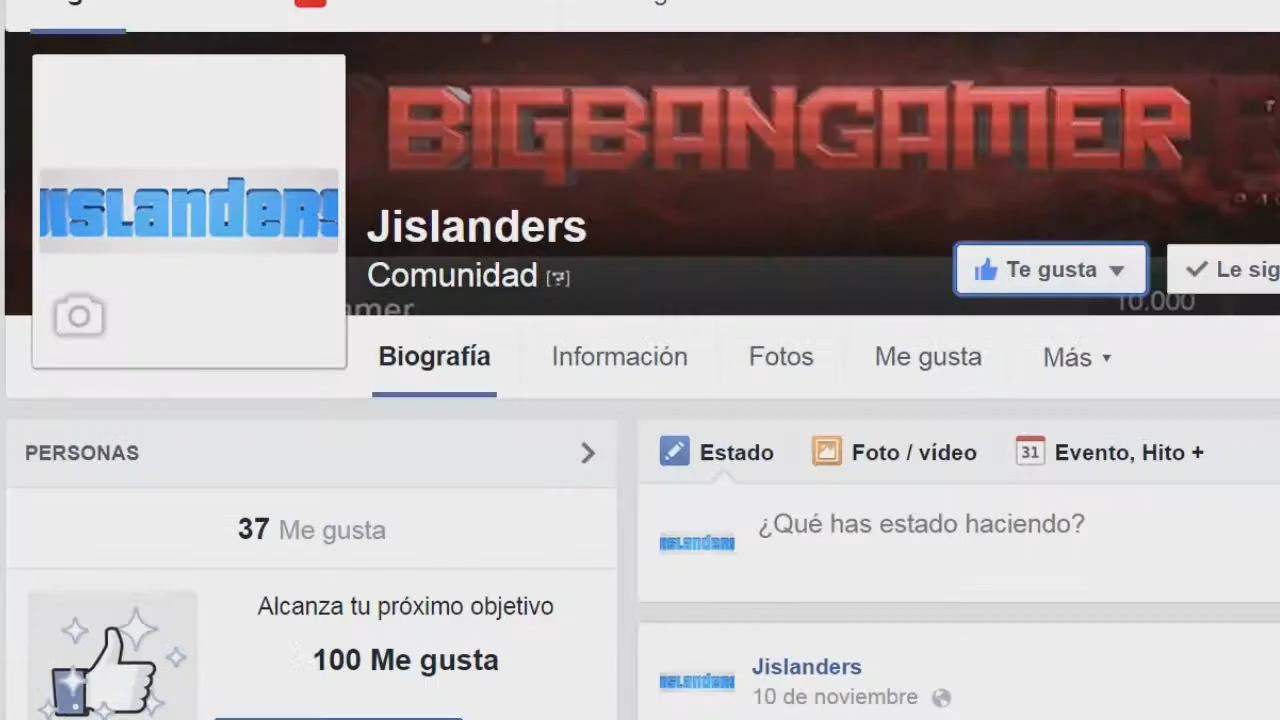 BIGBANGAMER
JISLANDERS
Jislanders
Comunidad [?]
Te gusta
Le sig
10.000
amer
Biografía
Información
Fotos
Me gusta
Más
PERSONAS
37 Me gusta
Alcanza tu próximo objetivo
100 Me gusta
Estado
Foto / vídeo
31
Evento, Hito +
¿Qué has estado haciendo?
JISLANDERS
JISLANDERS
Jislanders
10 de noviembre